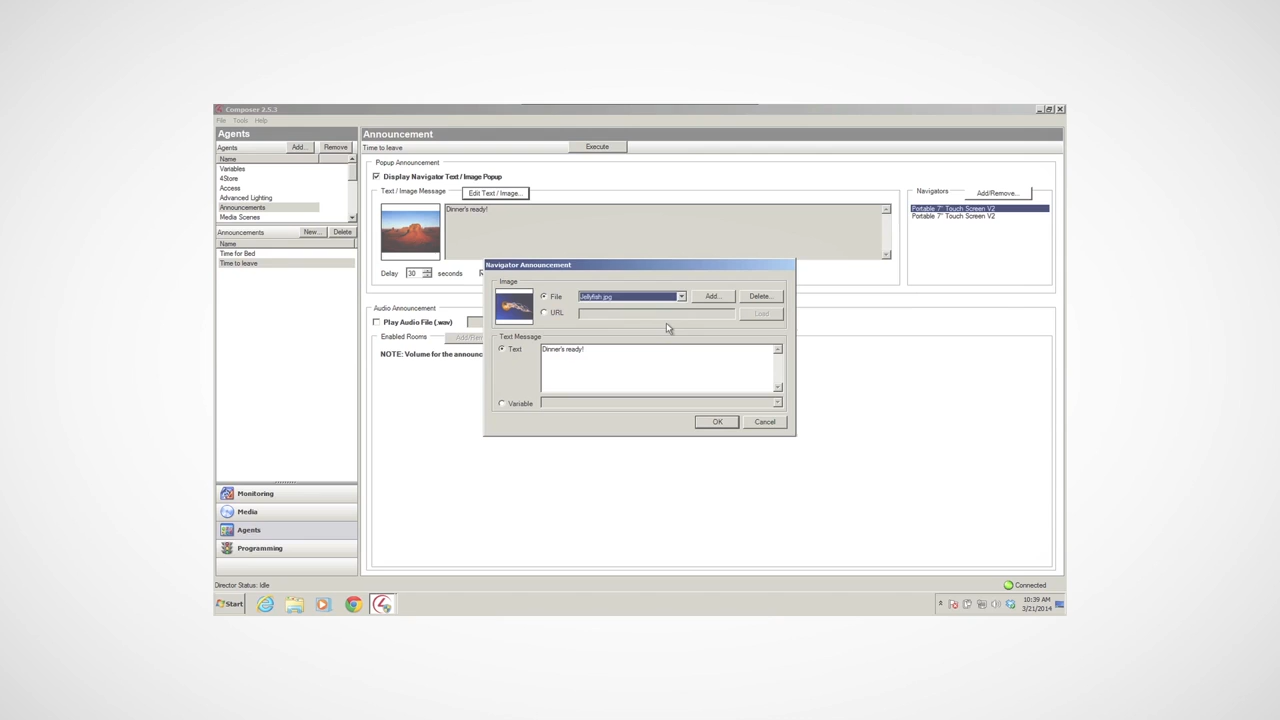 Composer 2.5.3
File Tools Help
Agents
Agents Add... Remove
Name
Variables
4Store
Access
Advanced Lighting
Announcements
Media Scenes
Announcements New... Delete
Name
Time for Bed
Time to leave
Monitoring
Media
Agents
Programming
Announcement
Time to leave Execute
Popup Announcement
Display Navigator Text / Image Popup
Text / Image Message Edit Text / Image...
Dinner's ready!
Delay 30 seconds
Navigators Add/Remove...
Portable 7" Touch Screen V2
Portable 7" Touch Screen V2
Audio Announcement
Play Audio File (.wav)
Enabled Rooms Add/Rem
NOTE: Volume for the announc
Navigator Announcement
Image
File Jellyfish.jpg Add... Delete...
URL Load
Text Message
Text Dinner's ready!
Variable
OK Cancel
Director Status: Idle Connected
Start
10:39 AM
3/21/2014